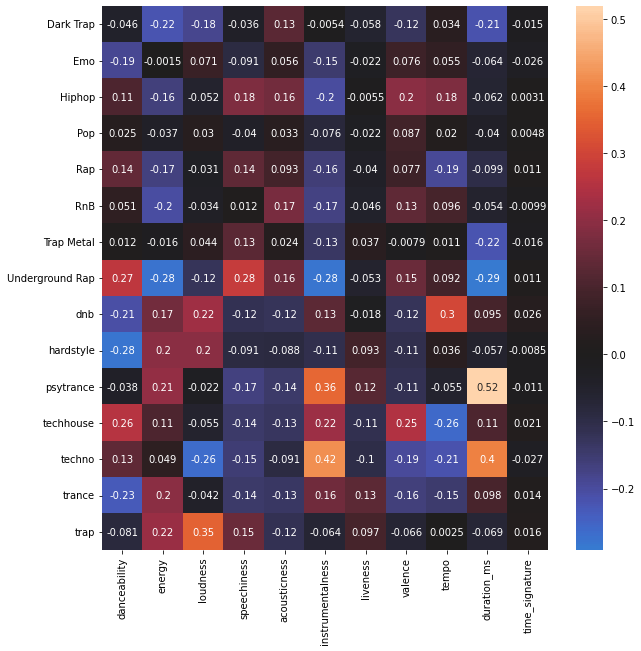 Dark Trap -0.046 -0.22 -0.18 -0.036 0.13 -0.0054 -0.058 -0.12 0.034 -0.21 -0.015
Emo -0.19 -0.0015 0.071 -0.091 0.056 -0.15 -0.022 0.076 0.055 -0.064 -0.026
Hiphop 0.11 -0.16 -0.052 0.18 0.16 -0.2 -0.0055 0.2 0.18 -0.062 0.0031
Pop 0.025 -0.037 0.03 -0.04 0.033 -0.076 -0.022 0.087 0.02 -0.04 0.0048
Rap 0.14 -0.17 -0.031 0.14 0.093 -0.16 -0.04 0.077 -0.19 -0.099 0.011
RnB 0.051 -0.2 -0.034 0.012 0.17 -0.17 -0.046 0.13 0.096 -0.054 -0.0099
Trap Metal 0.012 -0.016 0.044 0.13 0.024 -0.13 0.037 -0.0079 0.011 -0.22 -0.016
Underground Rap 0.27 -0.28 -0.12 0.28 0.16 -0.28 -0.053 0.15 0.092 -0.29 0.011
dnb -0.21 0.17 0.22 -0.12 -0.12 0.13 -0.018 -0.12 0.3 0.095 0.026
hardstyle -0.28 0.2 0.2 -0.091 -0.088 -0.11 0.093 -0.11 0.036 -0.057 -0.0085
psytrance -0.038 0.21 -0.022 -0.17 -0.14 0.36 0.12 -0.11 -0.055 0.52 -0.011
techhouse 0.26 0.11 -0.055 -0.14 -0.13 0.22 -0.11 0.25 -0.26 0.11 0.021
techno 0.13 0.049 -0.26 -0.15 -0.091 0.42 -0.1 -0.19 -0.21 0.4 -0.027
trance -0.23 0.2 -0.042 -0.14 -0.13 0.16 0.13 -0.16 -0.15 0.098 0.014
trap -0.081 0.22 0.35 0.15 -0.12 -0.064 0.097 -0.066 0.0025 -0.069 0.016
danceability energy loudness speechiness acousticness instrumentalness liveness valence tempo duration_ms time_signature
0.5
0.4
0.3
0.2
0.1
0.0
−0.1
−0.2